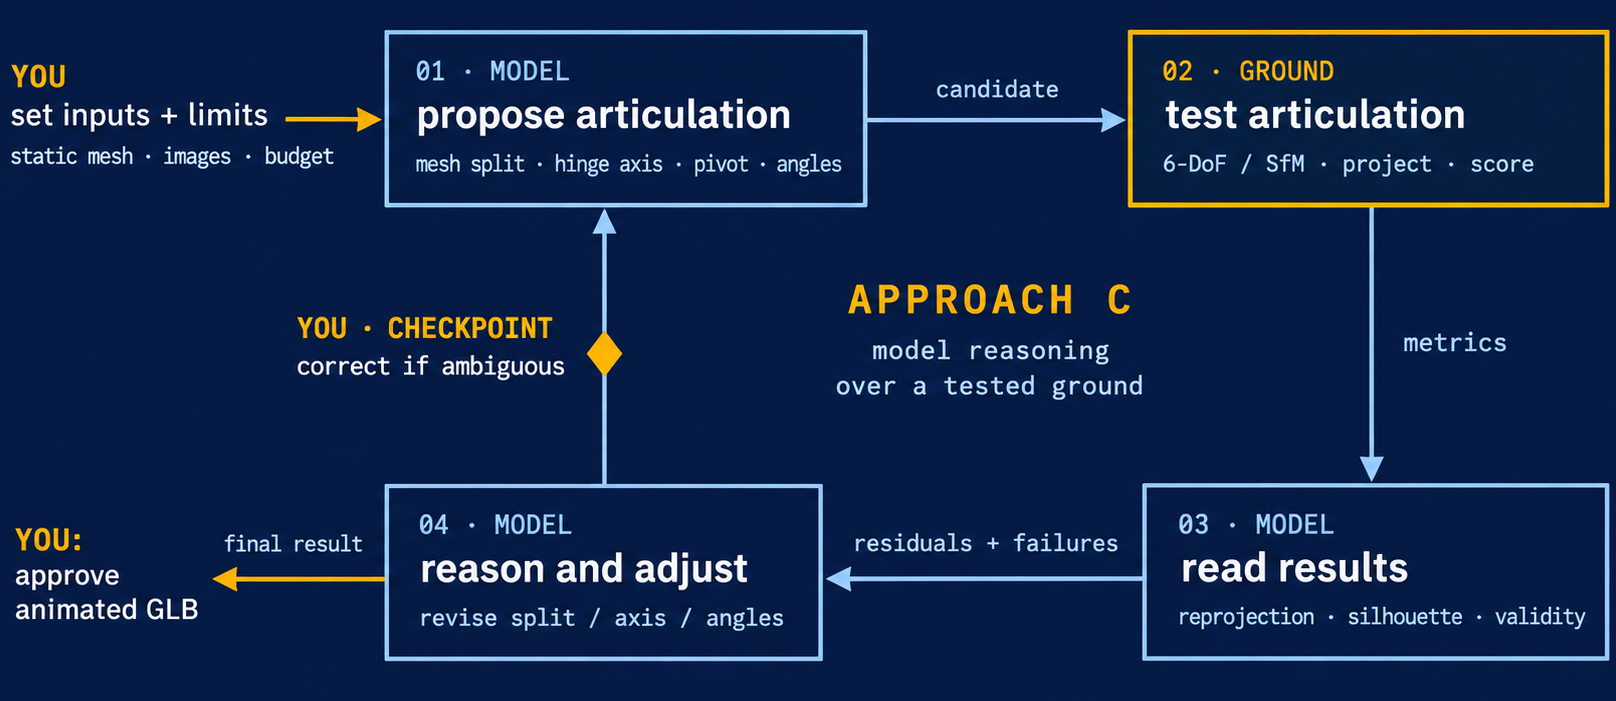 YOU
set inputs + limits
static mesh · images · budget
01 · MODEL
propose articulation
mesh split · hinge axis · pivot · angles
candidate
02 · GROUND
test articulation
6-DoF / SfM · project · score
YOU · CHECKPOINT
correct if ambiguous
APPROACH C
model reasoning
over a tested ground
metrics
YOU:
approve
animated GLB
final result
04 · MODEL
reason and adjust
revise split / axis / angles
residuals + failures
03 · MODEL
read results
reprojection · silhouette · validity